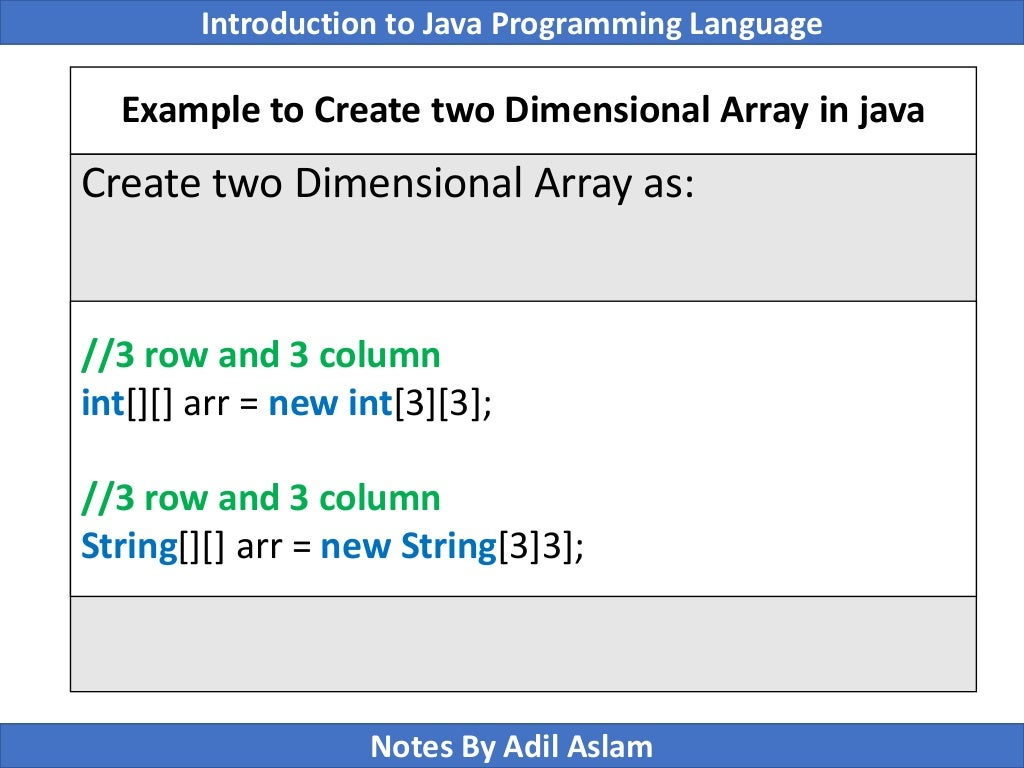 Introduction to Java Programming Language
Example to Create two Dimensional Array in java
Create two Dimensional Array as:
//3 row and 3 column
int[][] arr = new int[3][3];
//3 row and 3 column
String[][] arr = new String[3]3];
Notes By Adil Aslam